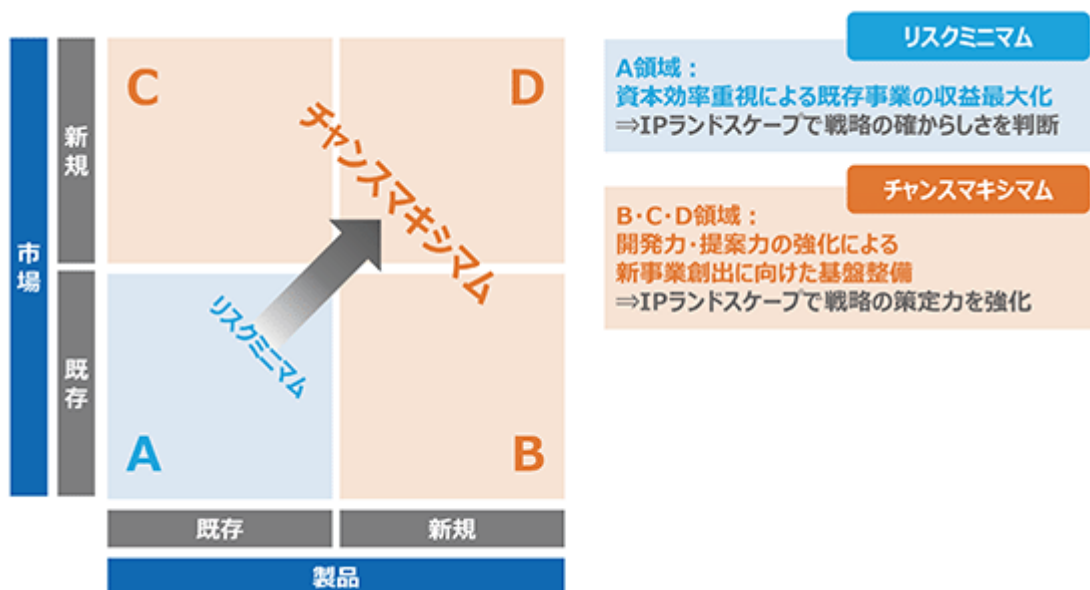 市場
新規
既存
C
D
チャンスマキシマム
リスクミニマム
A
B
既存
新規
製品
リスクミニマム
A領域：
資本効率重視による既存事業の収益最大化
⇒IPランドスケープで戦略の確からしさを判断
チャンスマキシマム
B・C・D領域：
開発力・提案力の強化による
新事業創出に向けた基盤整備
⇒IPランドスケープで戦略の策定力を強化